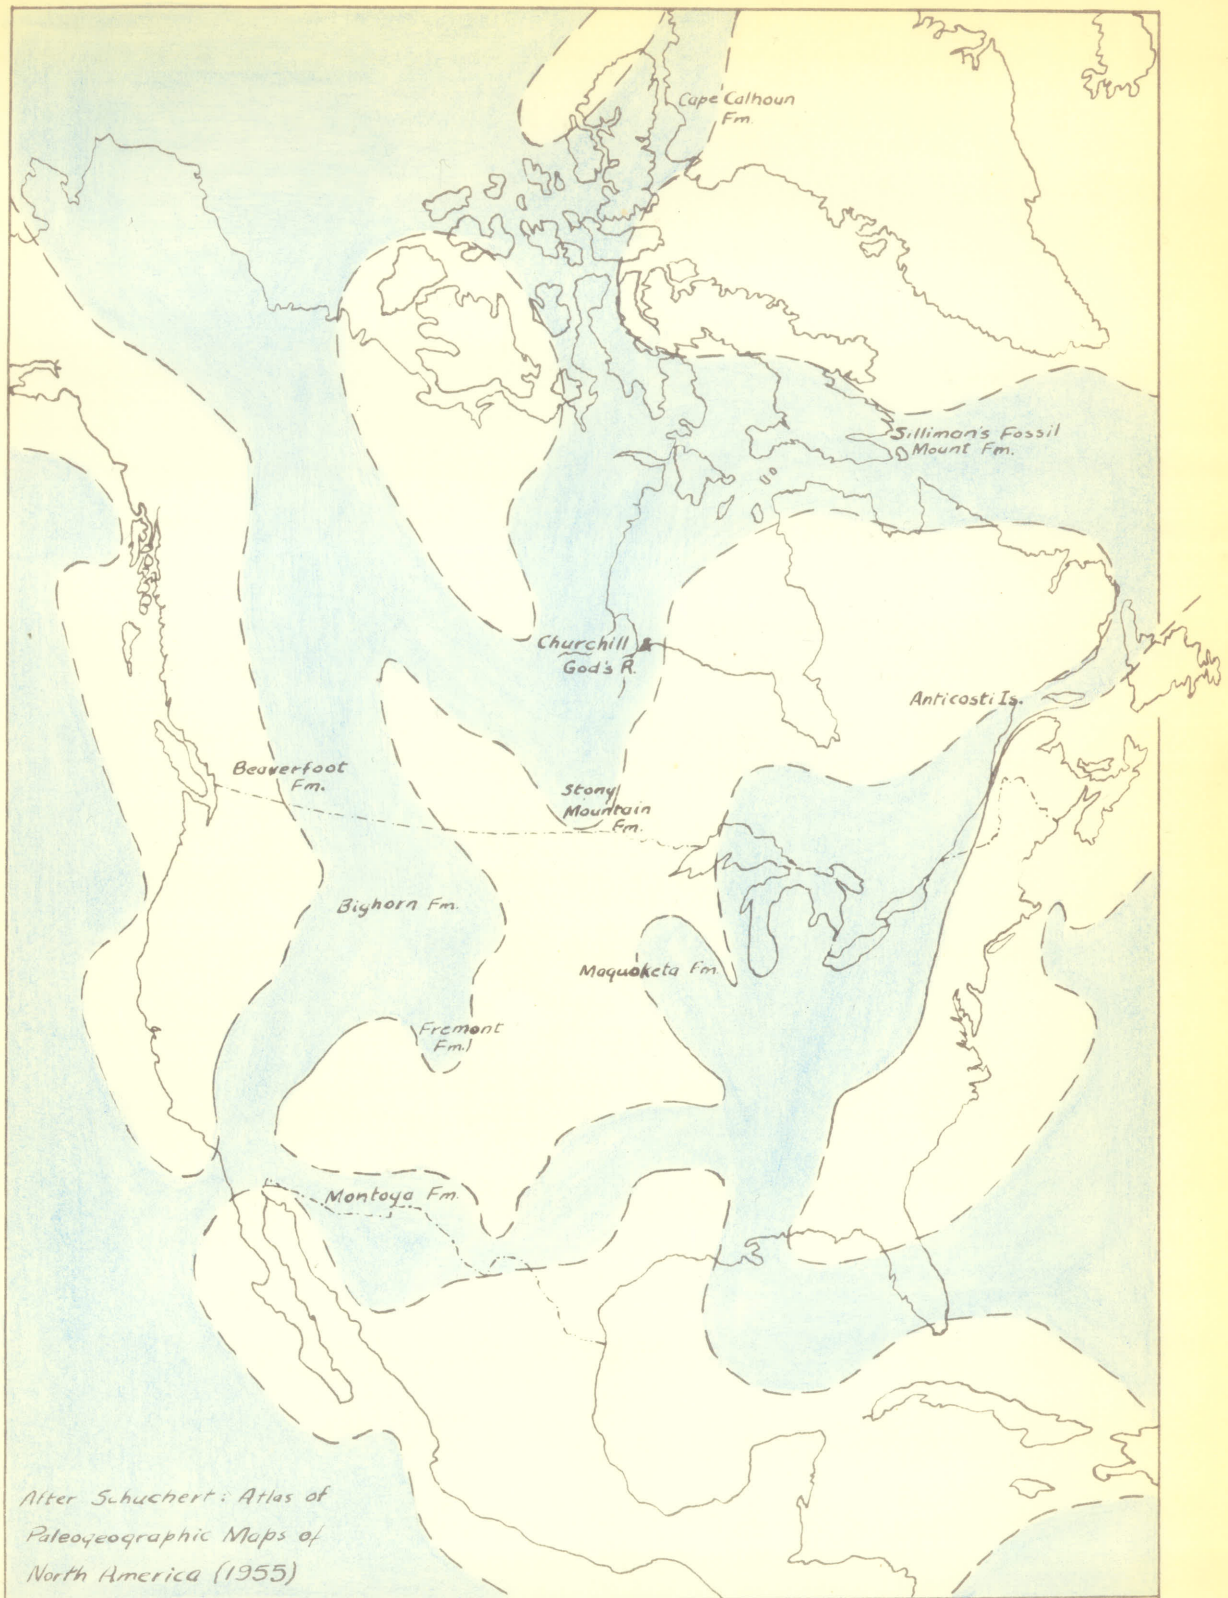 Cape Calhoun
Fm.
Silliman's Fossil
Mount Fm.
Churchill
God's R.
Anticosti Is.
Beaverfoot
Fm.
Stony
Mountain
Fm.
Bighorn Fm.
Maquoketa Fm.
Fremont
Fm.
Montoya Fm.
After Schuchert: Atlas of
Paleogeographic Maps of
North America (1955)